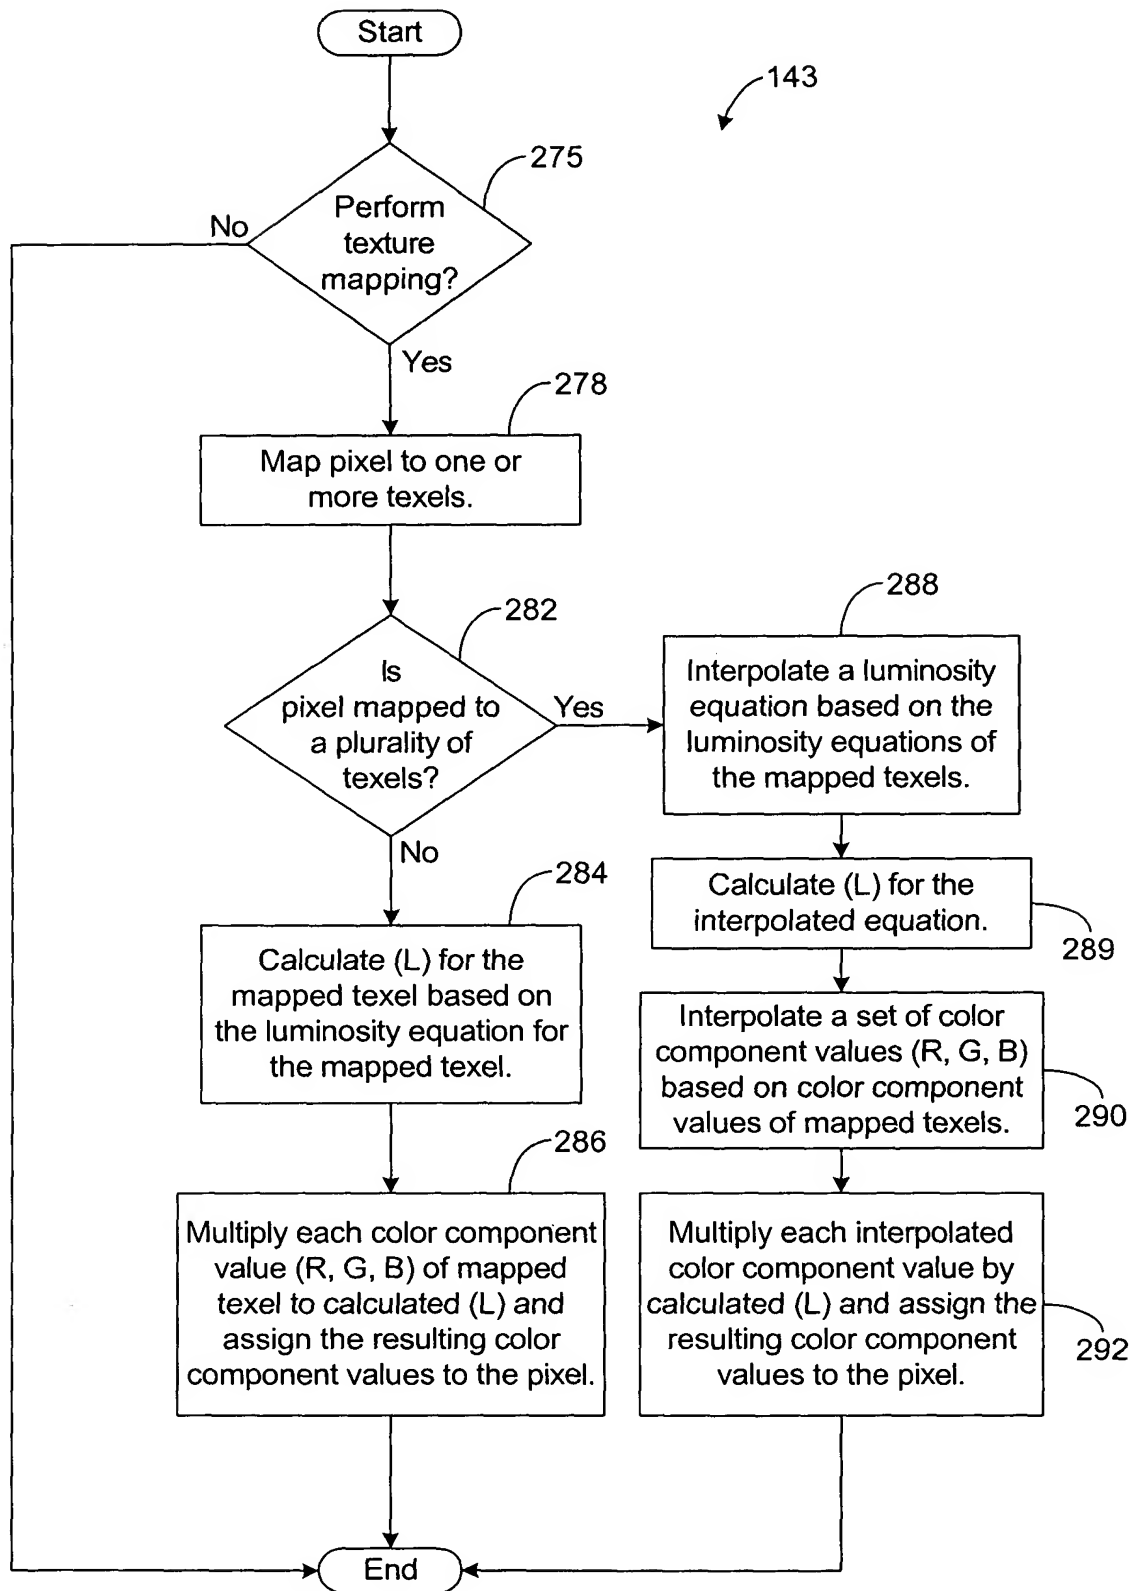 Start
143
275
Perform
texture
mapping?
No
Yes
278
Map pixel to one or
more texels.
282
Is
pixel mapped to
a plurality of
texels?
Yes
No
288
Interpolate a luminosity
equation based on the
luminosity equations of
the mapped texels.
284
Calculate (L) for the
mapped texel based on
the luminosity equation for
the mapped texel.
Calculate (L) for the
interpolated equation.
289
Interpolate a set of color
component values (R, G, B)
based on color component
values of mapped texels.
290
286
Multiply each color component
value (R, G, B) of mapped
texel to calculated (L) and
assign the resulting color
component values to the pixel.
Multiply each interpolated
color component value by
calculated (L) and assign the
resulting color component
values to the pixel.
292
End